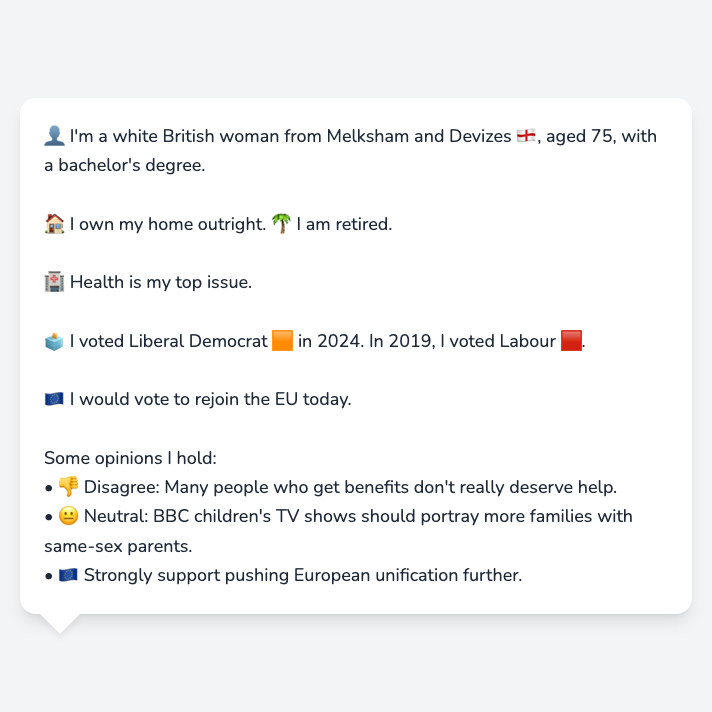 👤 I'm a white British woman from Melksham and Devizes 🏴󠁧󠁢󠁥󠁮󠁧󠁿, aged 75, with
a bachelor's degree.
🏠 I own my home outright. 🌴 I am retired.
🏥 Health is my top issue.
🗳️ I voted Liberal Democrat 🟧 in 2024. In 2019, I voted Labour 🟥.
🇪🇺 I would vote to rejoin the EU today.
Some opinions I hold:
• 👎 Disagree: Many people who get benefits don't really deserve help.
• 😐 Neutral: BBC children's TV shows should portray more families with
same-sex parents.
• 🇪🇺 Strongly support pushing European unification further.